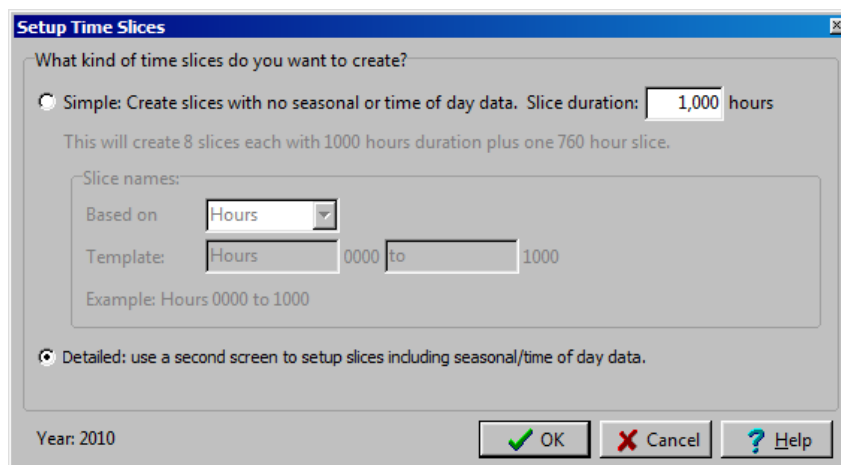 Setup Time Slices
What kind of time slices do you want to create?
Simple: Create slices with no seasonal or time of day data. Slice duration: 1,000 hours
This will create 8 slices each with 1000 hours duration plus one 760 hour slice.
Slice names:
Based on Hours
Template: Hours 0000 to 1000
Example: Hours 0000 to 1000
Detailed: use a second screen to setup slices including seasonal/time of day data.
Year: 2010 OK Cancel Help